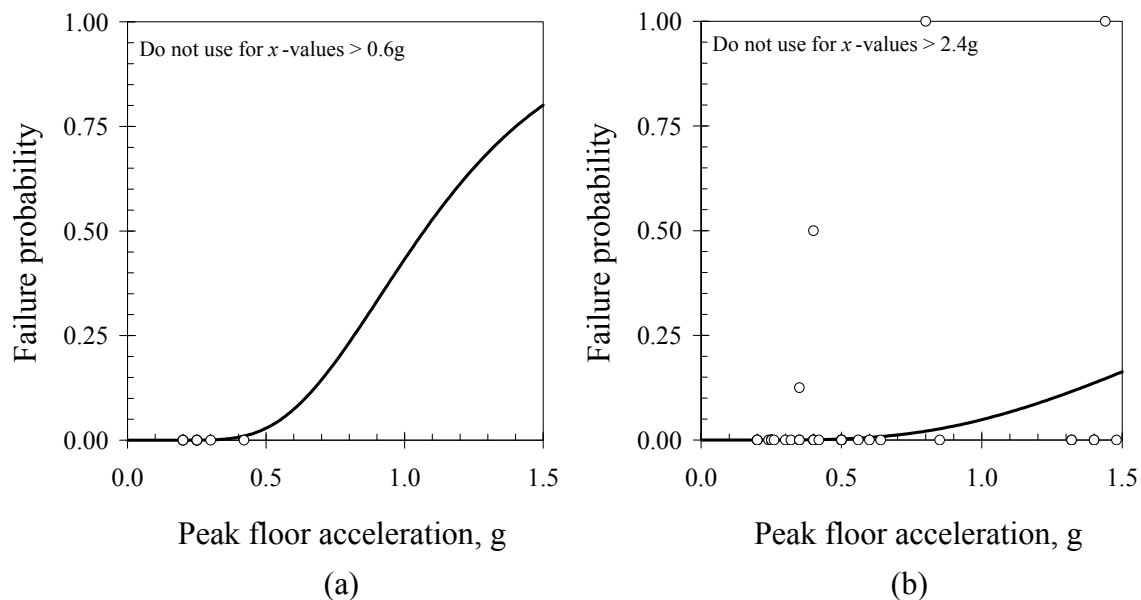 1.00
0.75
0.50
0.25
0.00
Failure probability
Do not use for x -values > 0.6g
0.0 0.5 1.0 1.5
Peak floor acceleration, g
(a)
1.00
0.75
0.50
0.25
0.00
Failure probability
Do not use for x -values > 2.4g
0.0 0.5 1.0 1.5
Peak floor acceleration, g
(b)